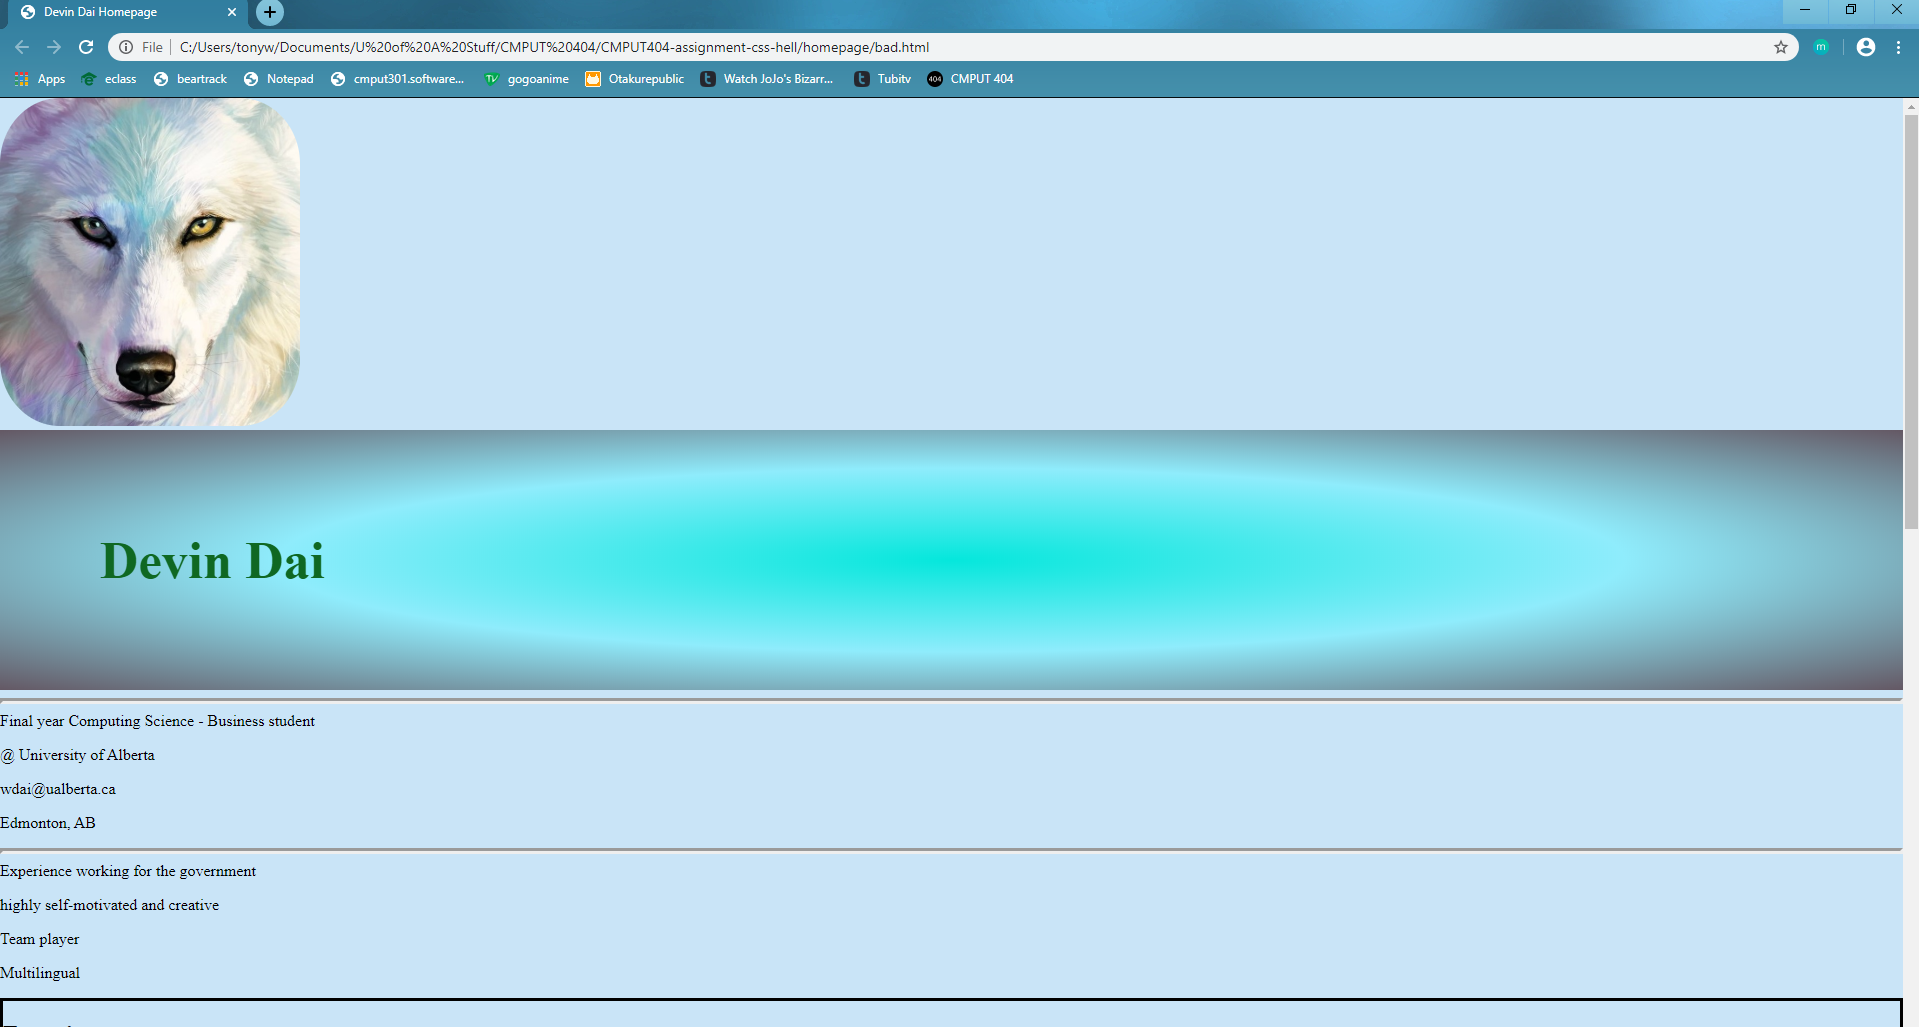 Devin Dai Homepage
File C:/Users/tonyw/Documents/U%20of%20A%20Stuff/CMPUT%20404/CMPUT404-assignment-css-hell/homepage/bad.html
m
Apps eclass beartrack Notepad cmput301.software... TV gogoanime Otakurepublic t Watch JoJo's Bizarr... t Tubitv 404 CMPUT 404
Devin Dai
Final year Computing Science - Business student
@ University of Alberta
wdai@ualberta.ca
Edmonton, AB
Experience working for the government
highly self-motivated and creative
Team player
Multilingual